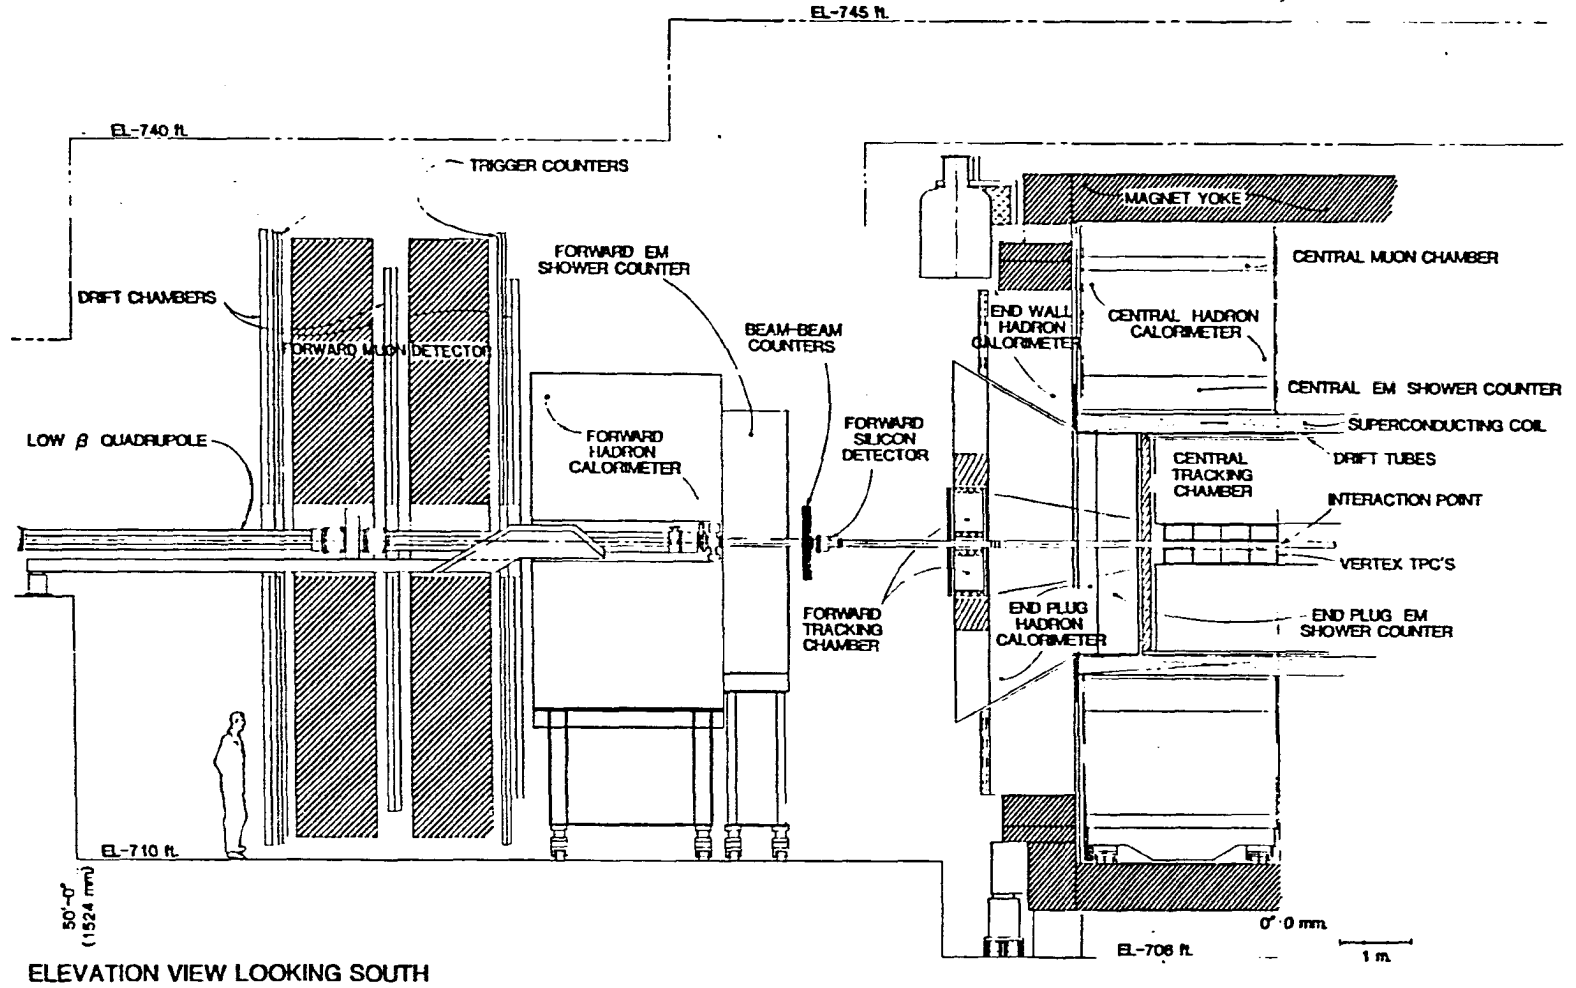 EL-745 ft.
EL-740 ft.
TRIGGER COUNTERS
MAGNET YOKE
FORWARD EM
SHOWER COUNTER
CENTRAL MUON CHAMBER
DRIFT CHAMBERS
END WALL
HADRON
CALORIMETER
CENTRAL HADRON
CALORIMETER
BEAM-BEAM
COUNTERS
FORWARD MUON DETECTOR
CENTRAL EM SHOWER COUNTER
LOW β QUADRUPOLE
FORWARD
HADRON
CALORIMETER
FORWARD
SILICON
DETECTOR
SUPERCONDUCTING COIL
CENTRAL
TRACKING
CHAMBER
DRIFT TUBES
INTERACTION POINT
VERTEX TPC'S
FORWARD
TRACKING
CHAMBER
END PLUG
HADRON
CALORIMETER
END PLUG EM
SHOWER COUNTER
EL-710 ft.
50'-0"
(1524 mm)
0" 0 mm.
EL-706 ft.
1 m.
ELEVATION VIEW LOOKING SOUTH